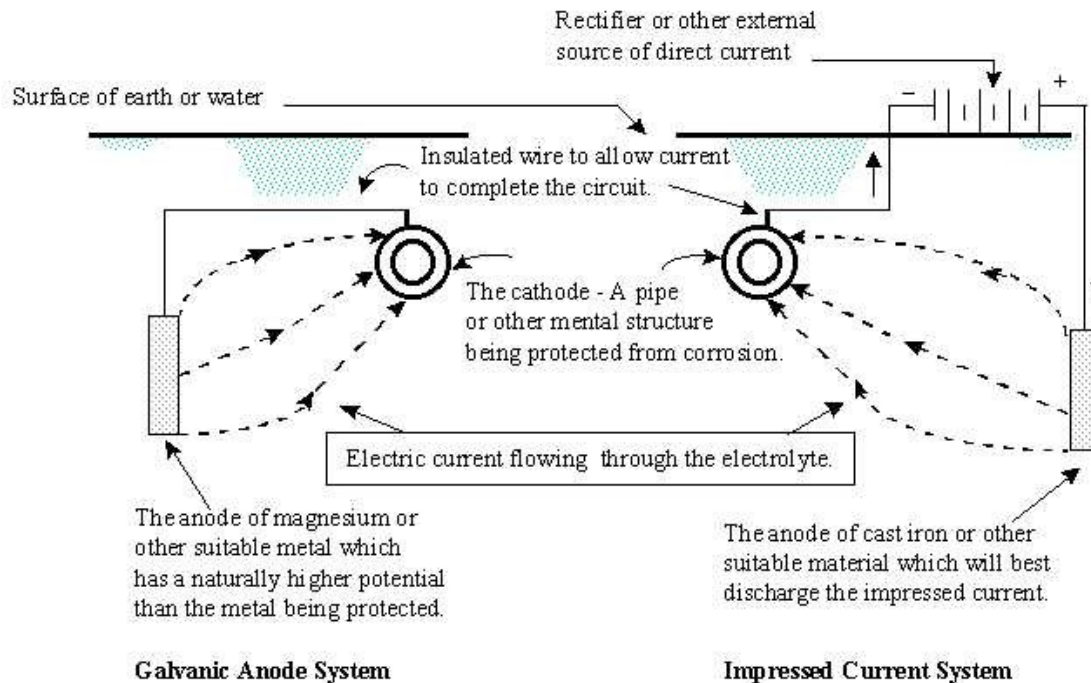 Rectifier or other external
source of direct current
Surface of earth or water
− +
Insulated wire to allow current
to complete the circuit.
The cathode - A pipe
or other mental structure
being protected from corrosion.
Electric current flowing through the electrolyte.
The anode of magnesium or
other suitable metal which
has a naturally higher potential
than the metal being protected.
The anode of cast iron or other
suitable material which will best
discharge the impressed current.
Galvanic Anode System
Impressed Current System